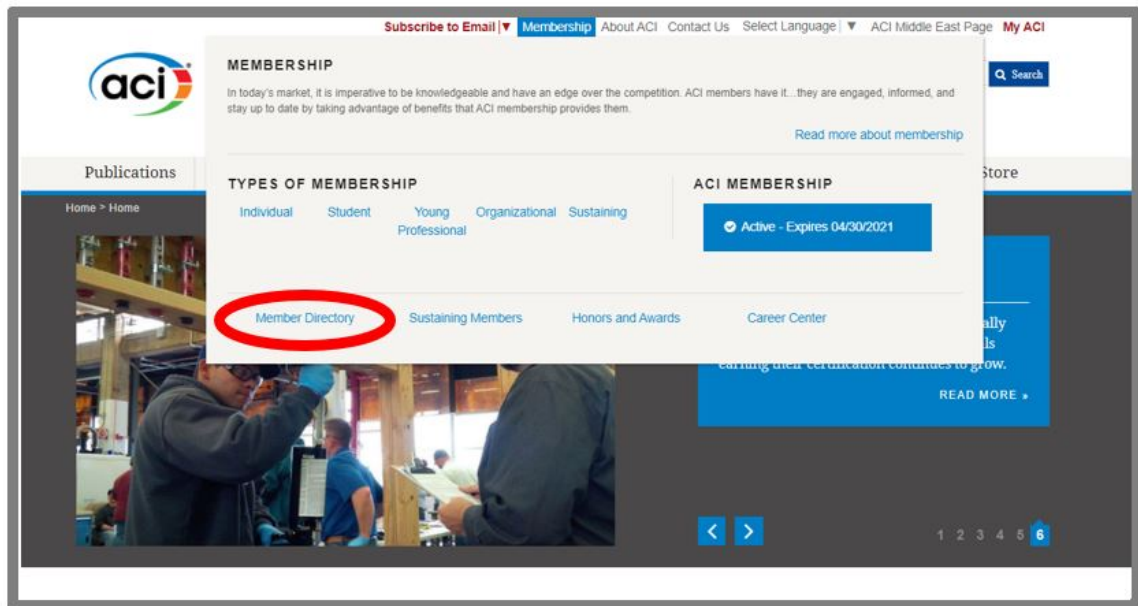 Subscribe to Email | ▼ Membership About ACI Contact Us Select Language | ▼ ACI Middle East Page My ACI
aci
Search
MEMBERSHIP
In today's market, it is imperative to be knowledgeable and have an edge over the competition. ACI members have it...they are engaged, informed, and
stay up to date by taking advantage of benefits that ACI membership provides them.
Read more about membership
Publications
Store
TYPES OF MEMBERSHIP
ACI MEMBERSHIP
Home > Home
Individual Student Young Organizational Sustaining
Professional
Active - Expires 04/30/2021
Member Directory Sustaining Members Honors and Awards Career Center
earning their certification continues to grow.
READ MORE »
1 2 3 4 5 6